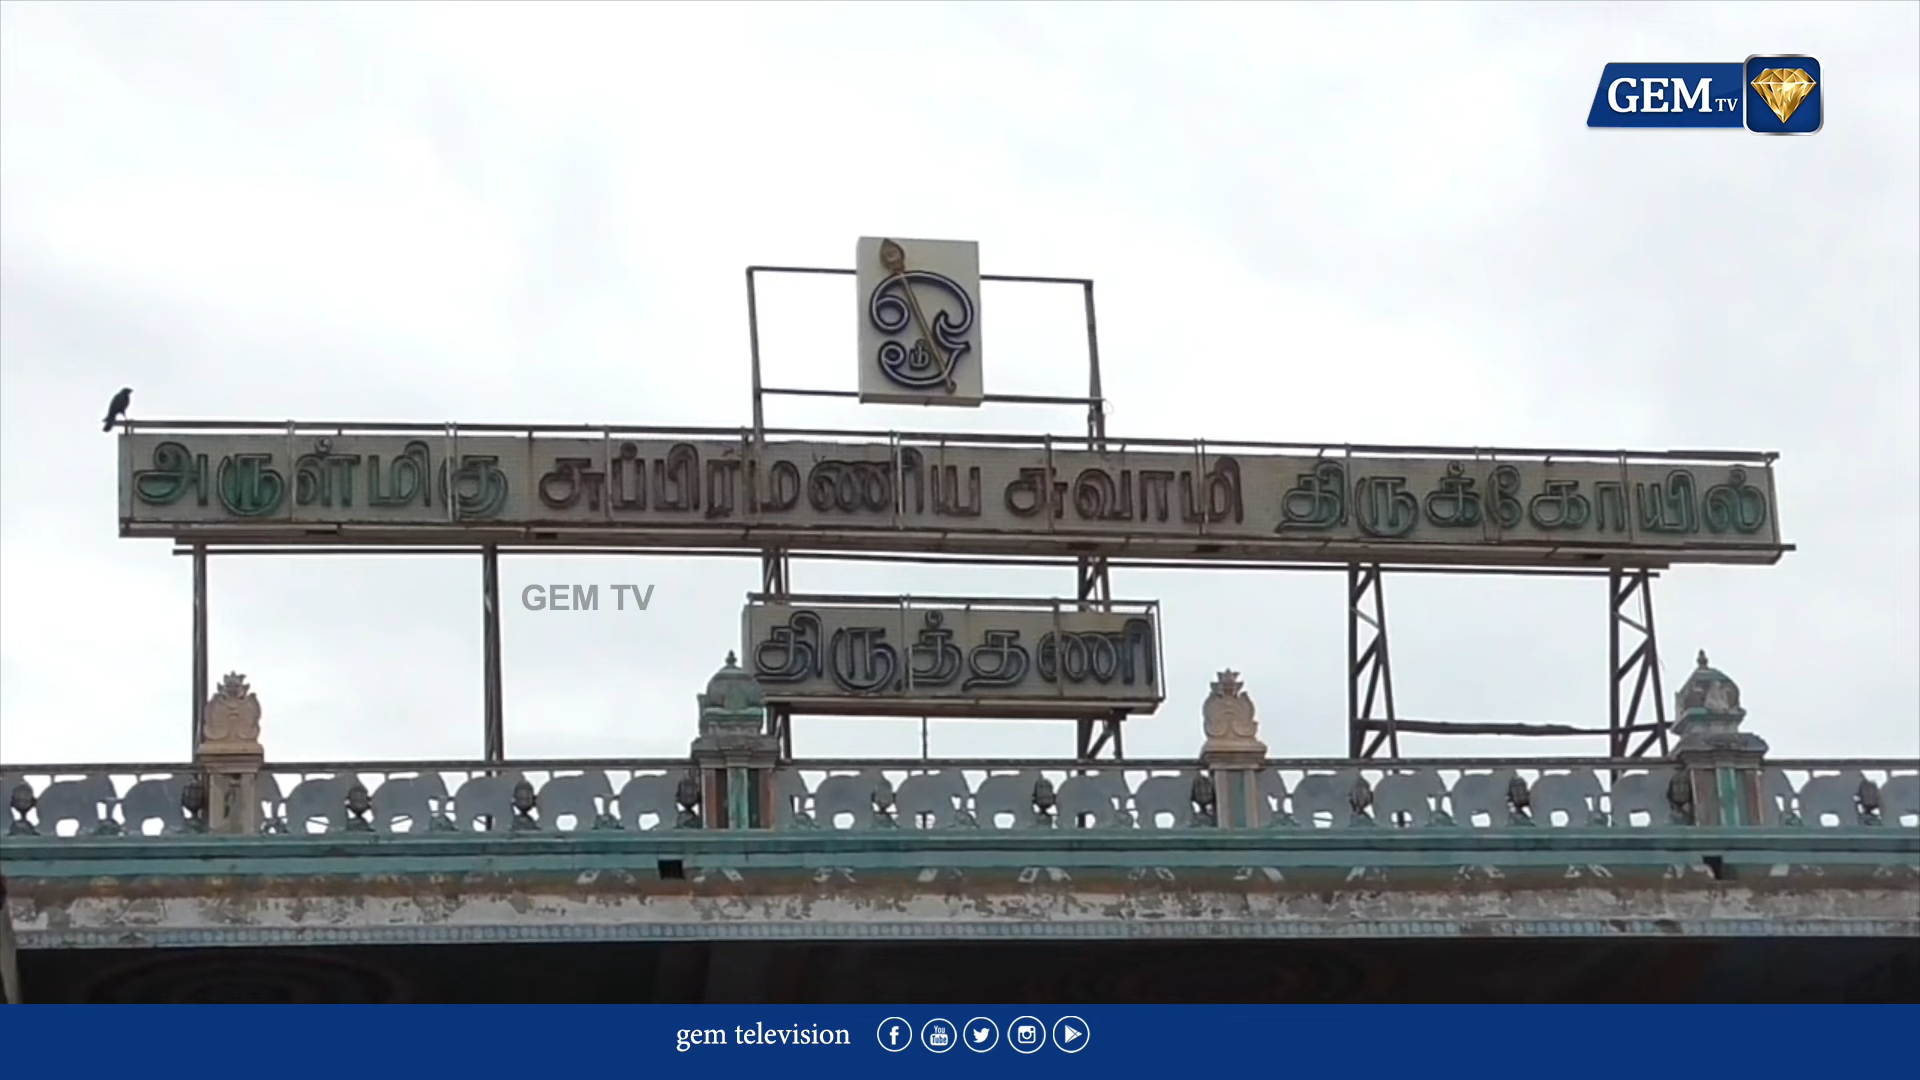 GEM TV
ஓம்
அருள்மிகு சுப்பிரமணிய சுவாமி திருக்கோயில்
GEM TV
திருத்தணி
gem television